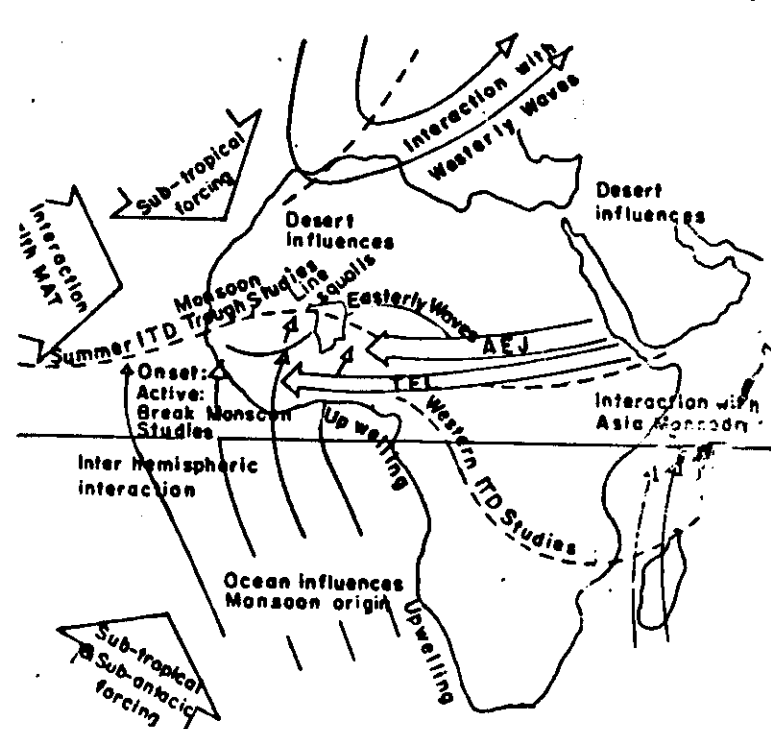 Interaction with
Westerly Waves
Sub-tropical
forcing
Desert
influences
Interaction
with MAT
Desert
influences
Monsoon
Summer ITD Trough Studies
Line
squalls
Easterly Waves
AEJ
Onset:
Active:
Break Monsoon
Studies
Up welling
Western ITD Studies
Interaction with
Asia Monsoon
Inter hemispheric
interaction
Ocean influences
Monsoon origin
Upwelling
Sub-tropical
& Sub-antacic
forcing